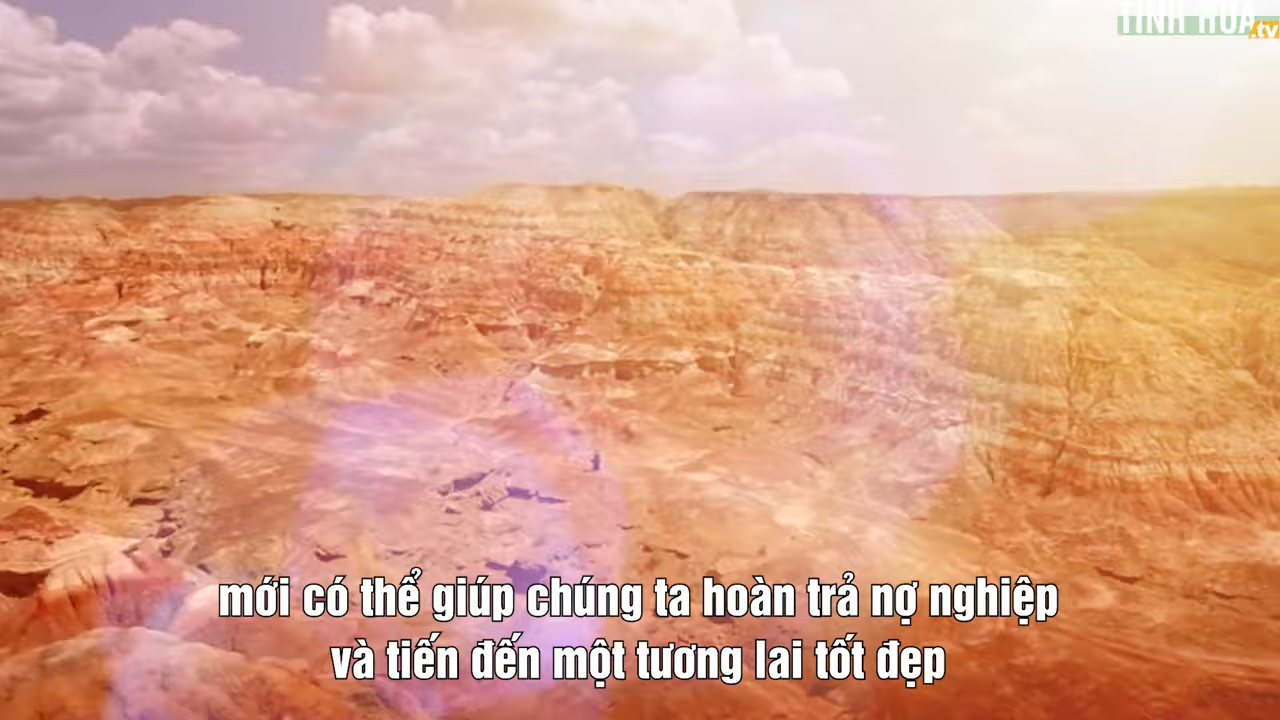 TINH HOA
.tv
mới có thể giúp chúng ta hoàn trả nợ nghiệp
và tiến đến một tương lai tốt đẹp